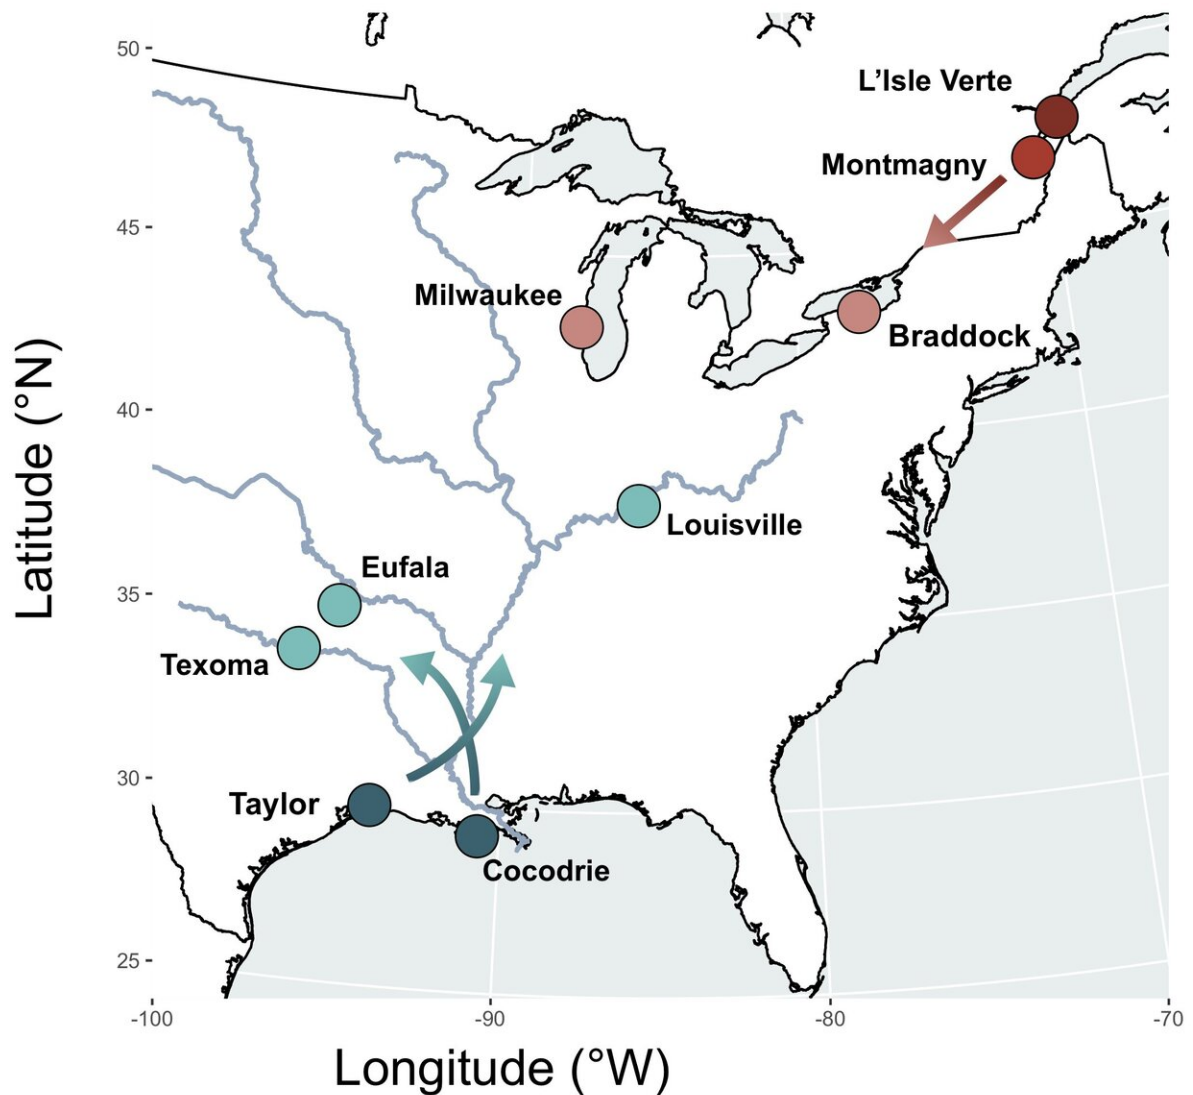 50
L'Isle Verte
Montmagny
45
Milwaukee
Braddock
40
Louisville
Eufala
35
Texoma
30
Taylor
Cocodrie
25
-100
-90
-80
-70
Latitude (°N)
Longitude (°W)